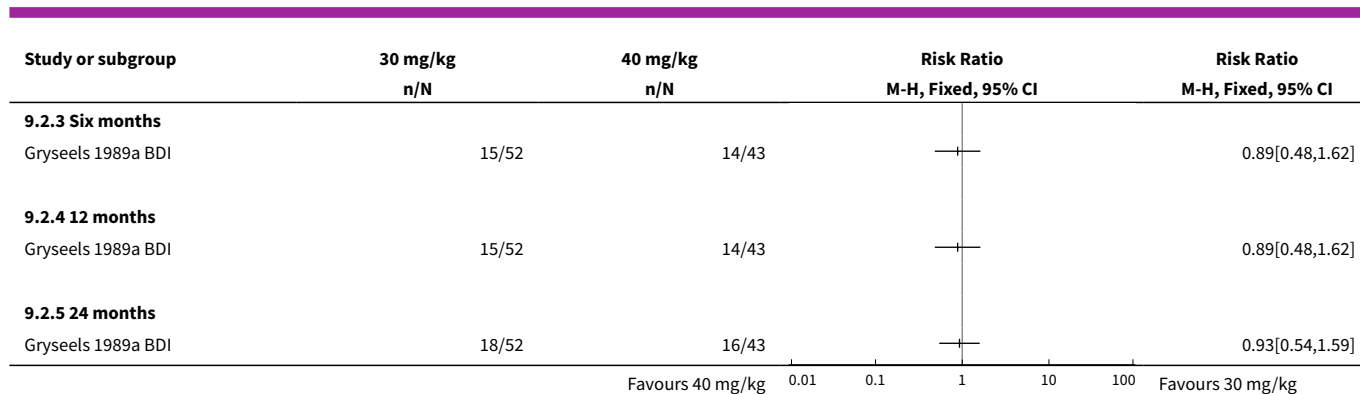 Study or subgroup 30 mg/kg 40 mg/kg Risk Ratio Risk Ratio
n/N n/N M-H, Fixed, 95% CI M-H, Fixed, 95% CI
9.2.3 Six months
Gryseels 1989a BDI 15/52 14/43 0.89[0.48,1.62]
9.2.4 12 months
Gryseels 1989a BDI 15/52 14/43 0.89[0.48,1.62]
9.2.5 24 months
Gryseels 1989a BDI 18/52 16/43 0.93[0.54,1.59]
Favours 40 mg/kg 0.01 0.1 1 10 100 Favours 30 mg/kg